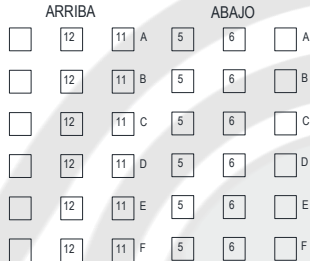 ARRIBA ABAJO
12 11 A 5 6 A
12 11 B 5 6 B
12 11 C 5 6 C
12 11 D 5 6 D
12 11 E 5 6 E
12 11 F 5 6 F